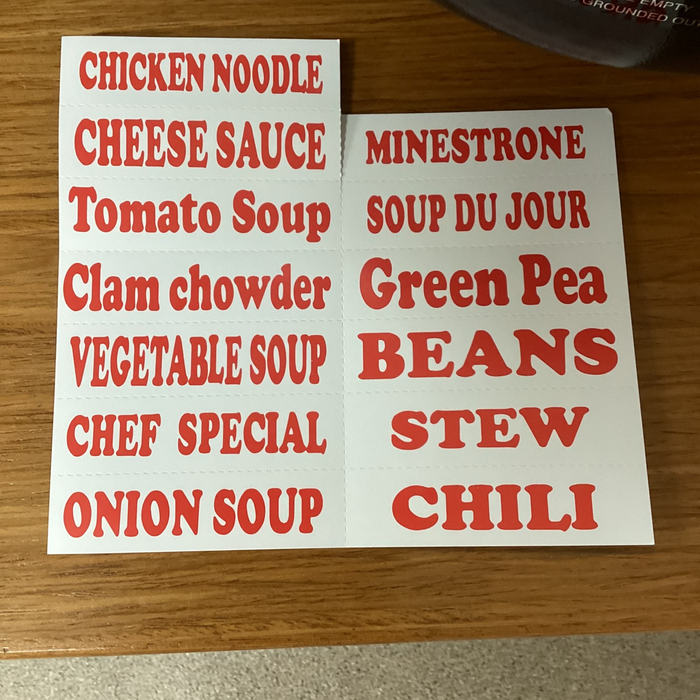 EMPTY
GROUNDED
CHICKEN NOODLE
CHEESE SAUCE
Tomato Soup
Clam chowder
VEGETABLE SOUP
CHEF SPECIAL
ONION SOUP
MINESTRONE
SOUP DU JOUR
Green Pea
BEANS
STEW
CHILI